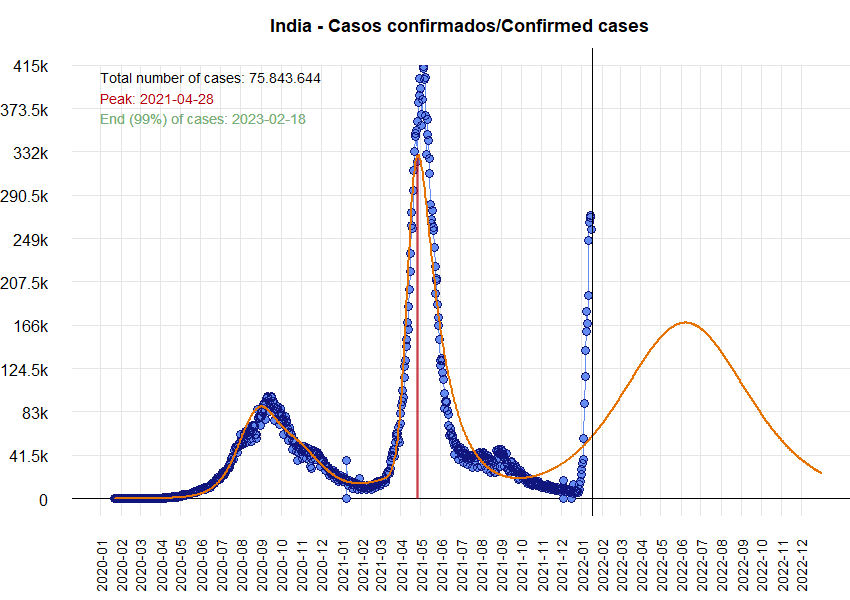 India - Casos confirmados/Confirmed cases
415k
Total number of cases: 75.843.644
Peak: 2021-04-28
373.5k
End (99%) of cases: 2023-02-18
332k
290.5k
249k
207.5k
166k
124.5k
83k
41.5k
0
2020-01
2020-02
2020-03
2020-04
2020-05
2020-06
2020-07
2020-08
2020-09
2020-10
2020-11
2020-12
2021-01
2021-02
2021-03
2021-04
2021-05
2021-06
2021-07
2021-08
2021-09
2021-10
2021-11
2021-12
2022-01
2022-02
2022-03
2022-04
2022-05
2022-06
2022-07
2022-08
2022-09
2022-10
2022-11
2022-12